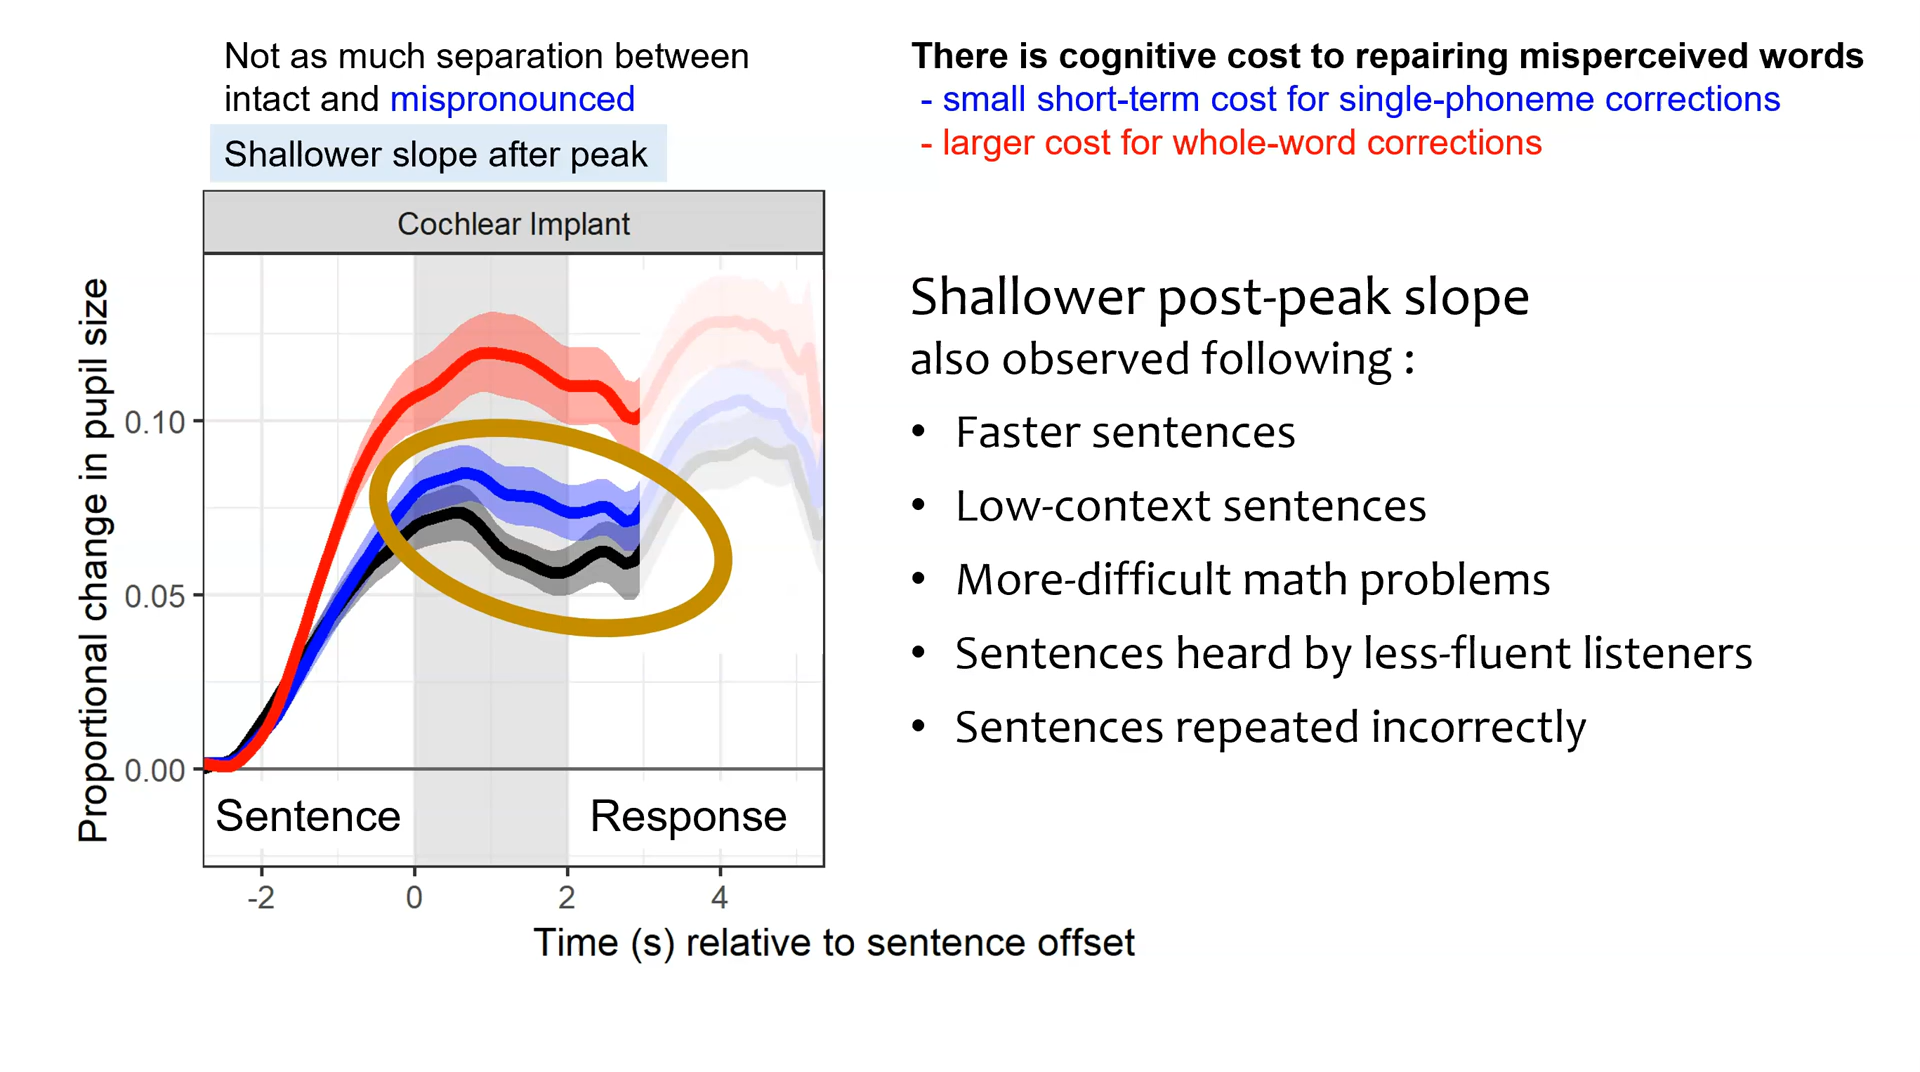 Not as much separation between
intact and mispronounced
Shallower slope after peak
There is cognitive cost to repairing misperceived words
- small short-term cost for single-phoneme corrections
- larger cost for whole-word corrections
Cochlear Implant
Proportional change in pupil size
0.10
0.05
0.00
Sentence
Response
-2
0
2
4
Time (s) relative to sentence offset
Shallower post-peak slope
also observed following :
• Faster sentences
• Low-context sentences
• More-difficult math problems
• Sentences heard by less-fluent listeners
• Sentences repeated incorrectly